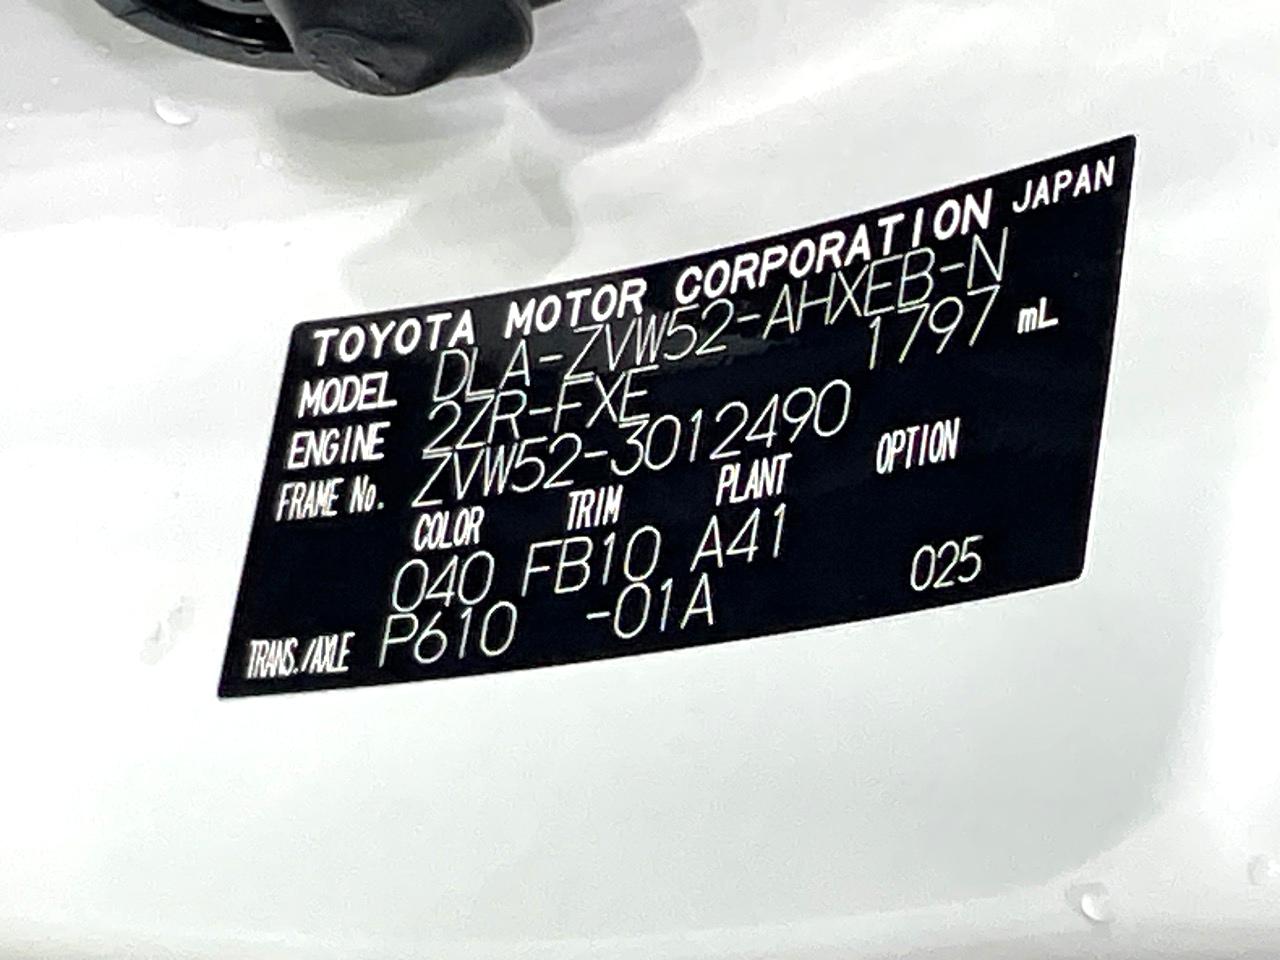 TOYOTA MOTOR CORPORATION JAPAN
MODEL DLA-ZVW52-AHXEB-N
ENGINE 2ZR-FXE 1797 mL
FRAME No. ZVW52-3012490
COLOR TRIM PLANT OPTION
040 FB10 A41
TRANS./AXLE P610 -01A 025